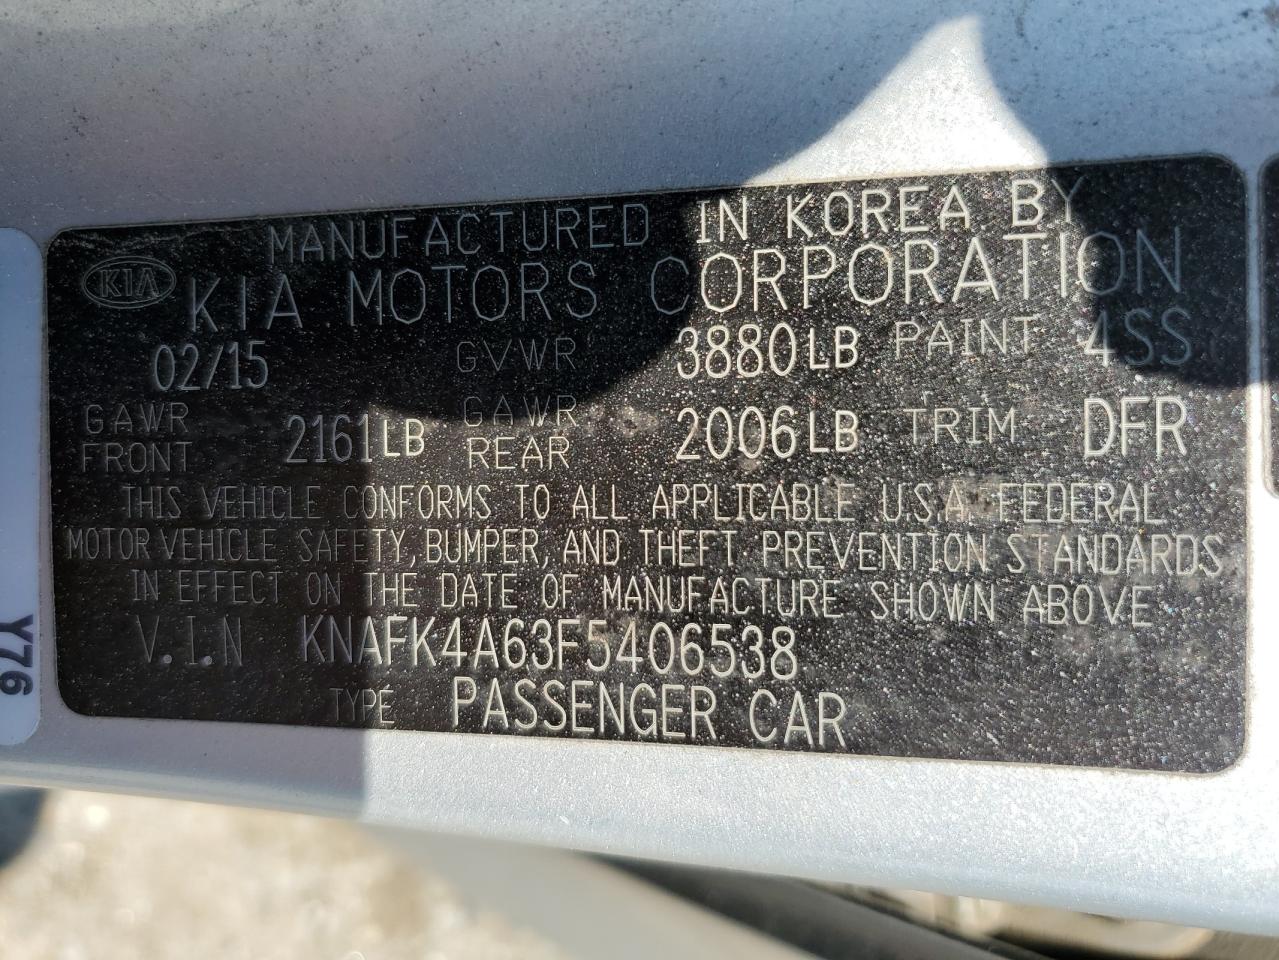 MANUFACTURED IN KOREA BY
KIA KIA MOTORS CORPORATION
02/15 GVWR 3880LB PAINT 4SS
GAWR FRONT 2161LB GAWR REAR 2006LB TRIM DFR
THIS VEHICLE CONFORMS TO ALL APPLICABLE U.S.A. FEDERAL
MOTOR VEHICLE SAFETY, BUMPER, AND THEFT PREVENTION STANDARDS
IN EFFECT ON THE DATE OF MANUFACTURE SHOWN ABOVE
V.I.N KNAFK4A63F5406538
TYPE PASSENGER CAR
Y76